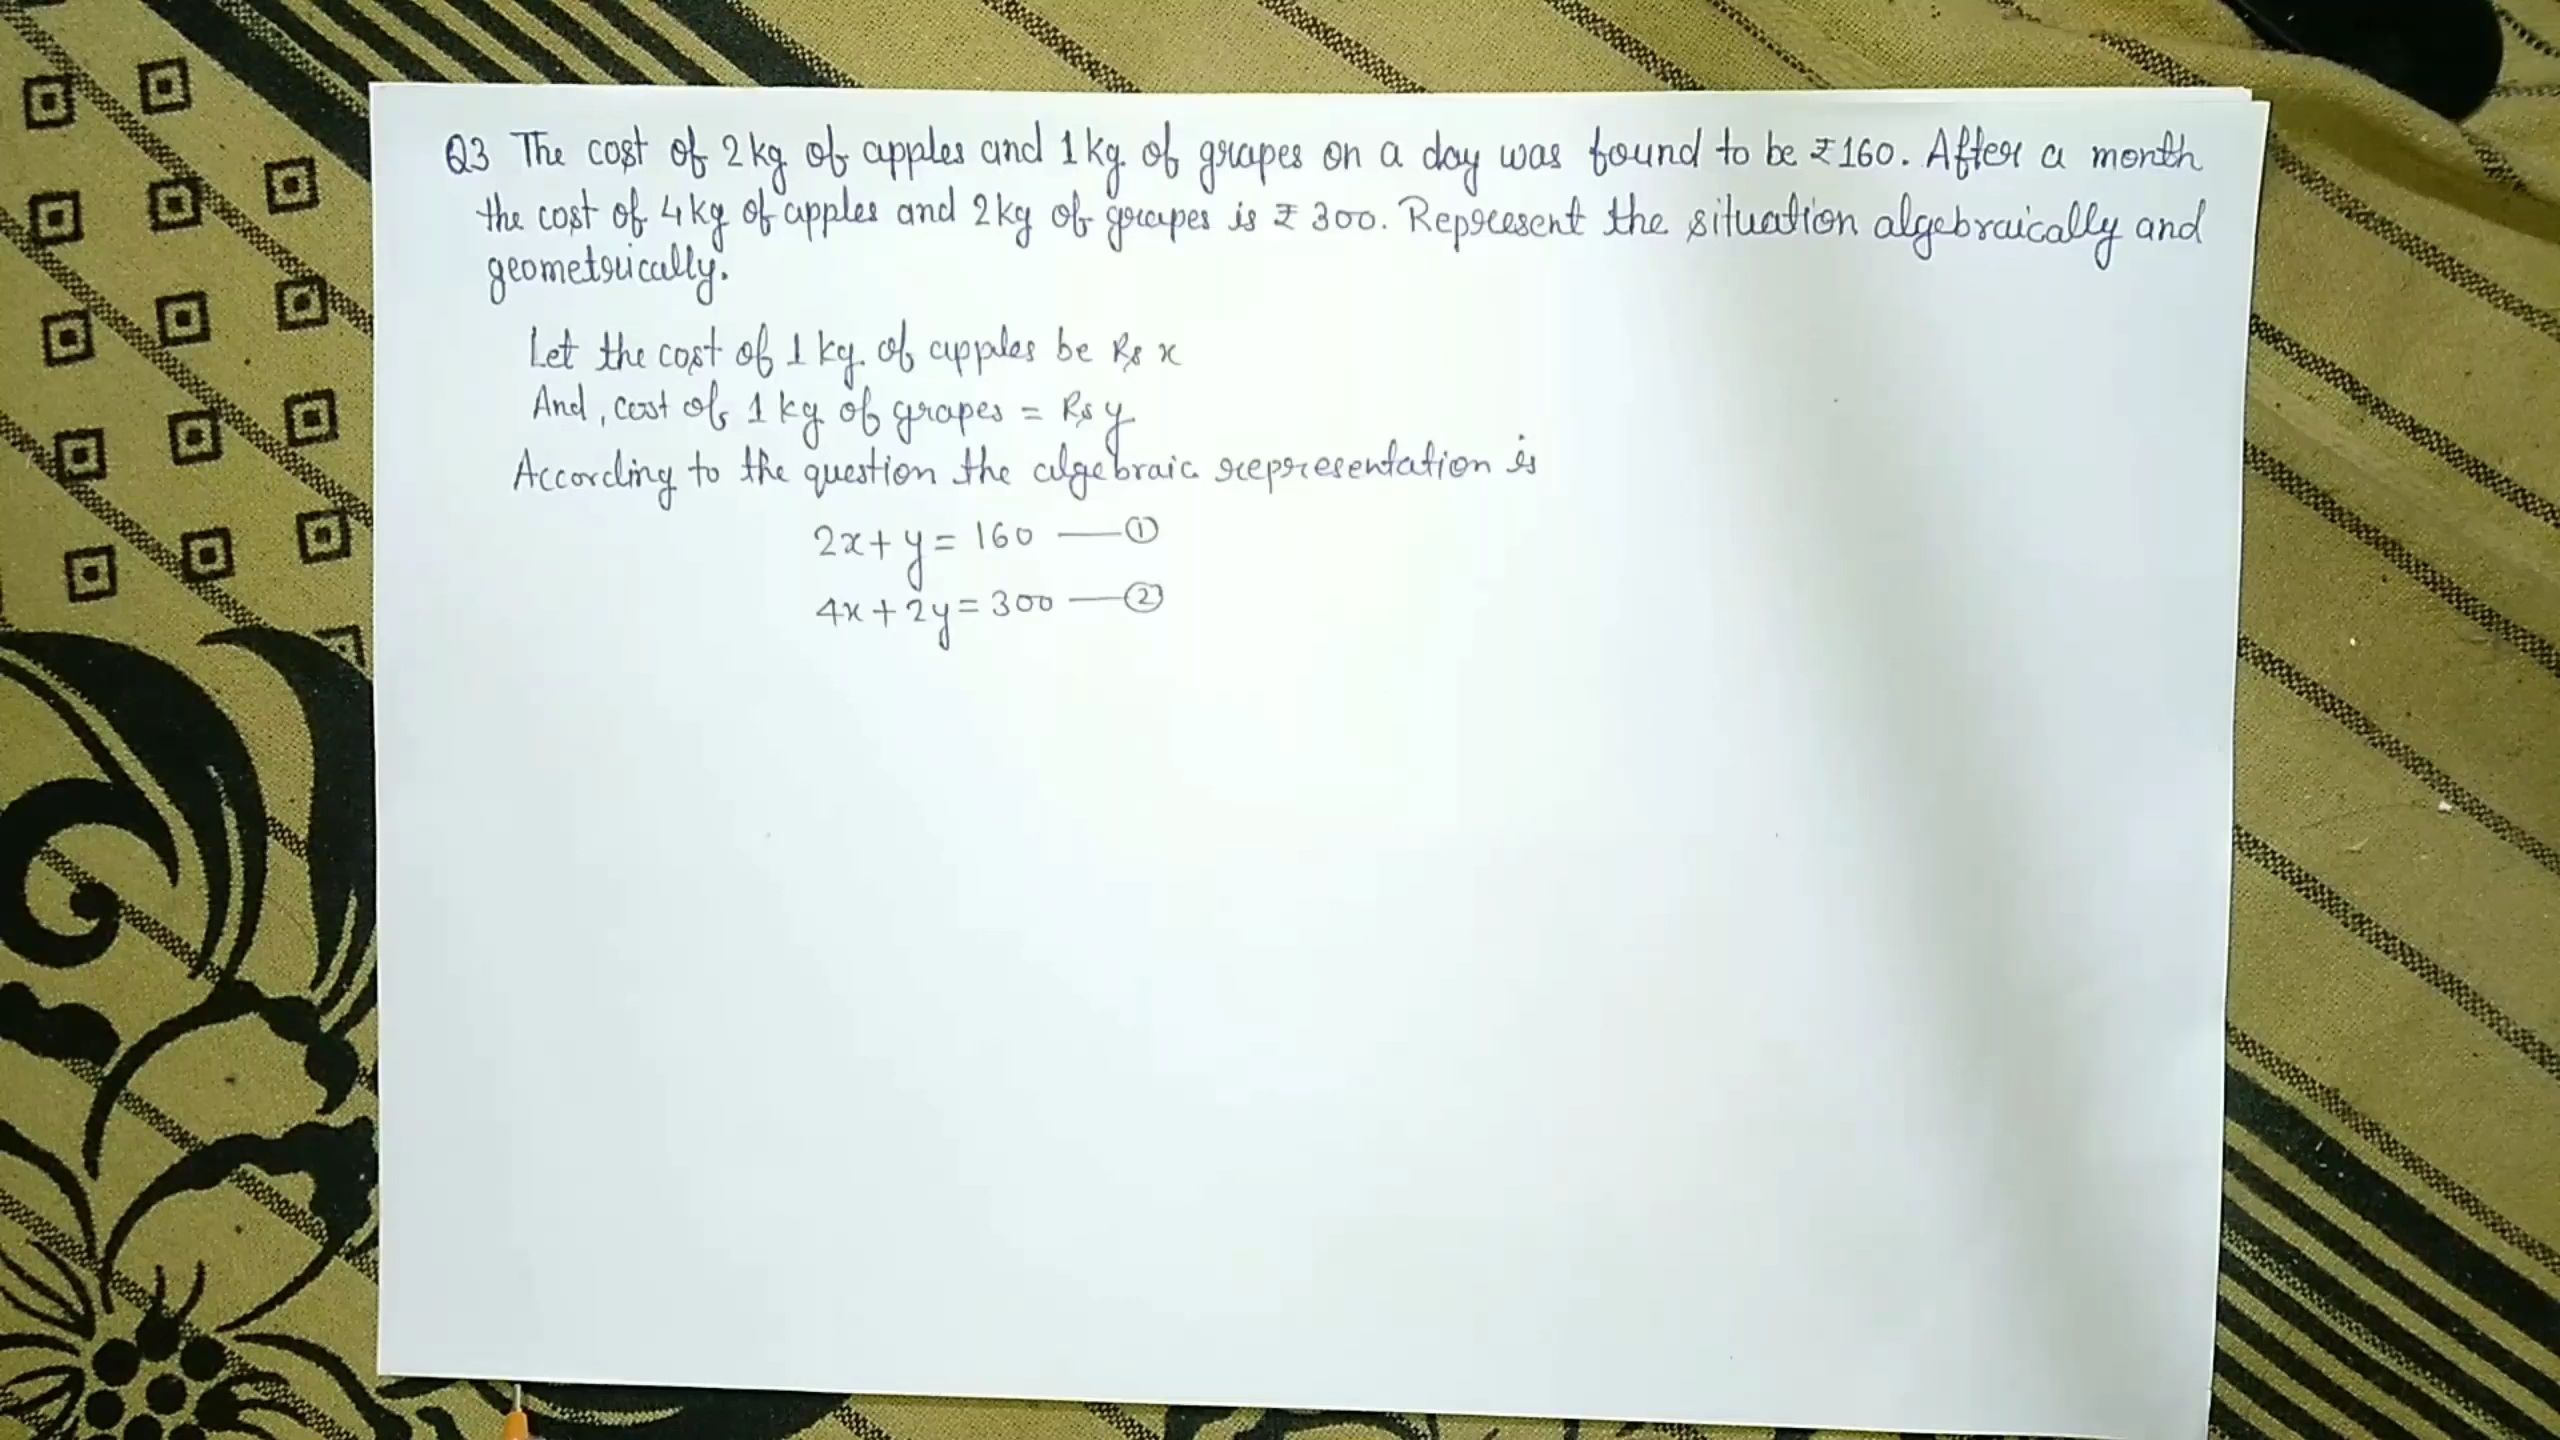 Q3 The cost of 2kg of apples and 1kg. of grapes on a day was found to be ₹160. After a month
the cost of 4kg of apples and 2kg of grapes is ₹ 300. Represent the situation algebraically and
geometrically.
Let the cost of 1 kg. of apples be Rs x
And, cost of 1 kg of grapes = Rs y
According to the question the algebraic representation is
2x + y = 160 —①
4x + 2y = 300 —②